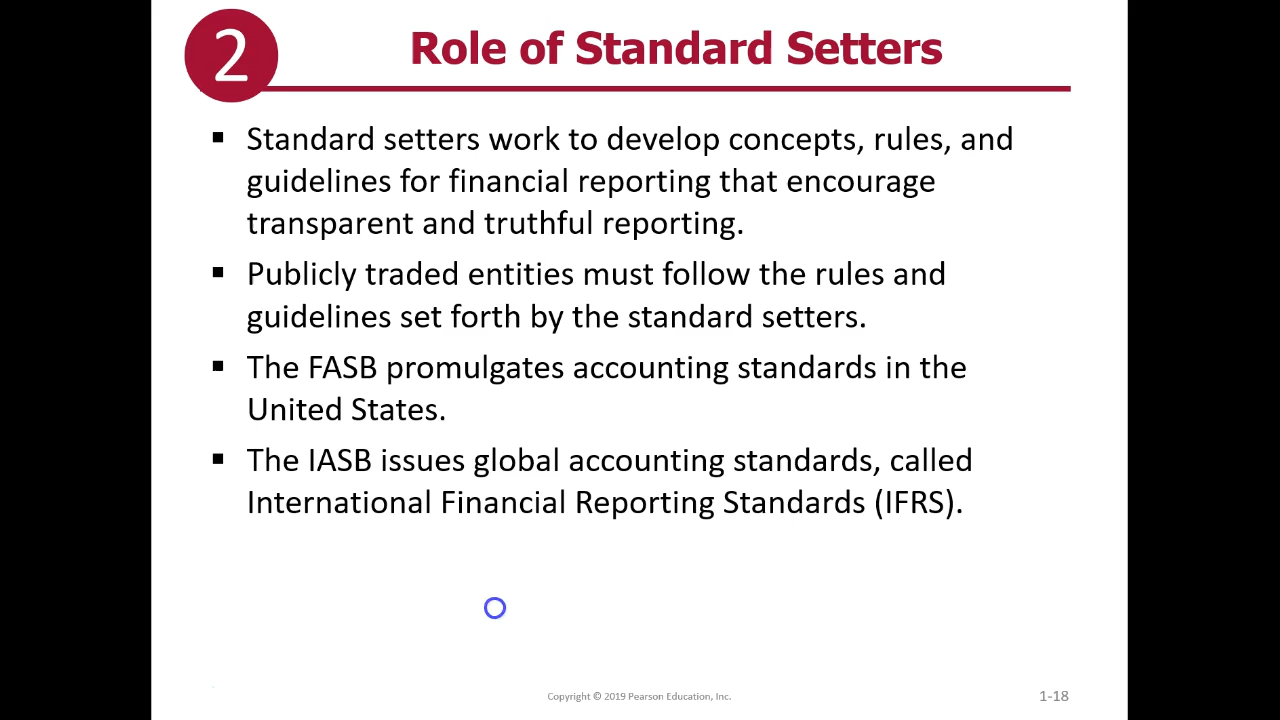 2
Role of Standard Setters
▪ Standard setters work to develop concepts, rules, and
guidelines for financial reporting that encourage
transparent and truthful reporting.
▪ Publicly traded entities must follow the rules and
guidelines set forth by the standard setters.
▪ The FASB promulgates accounting standards in the
United States.
▪ The IASB issues global accounting standards, called
International Financial Reporting Standards (IFRS).
Copyright © 2019 Pearson Education, Inc.
1-18